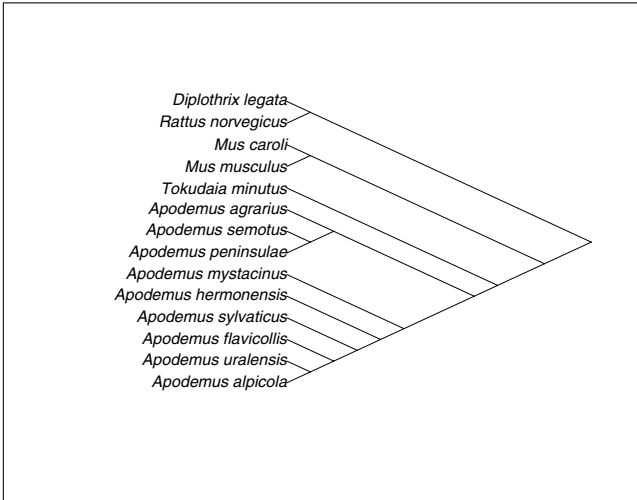 Diplothrix legata
Rattus norvegicus
Mus caroli
Mus musculus
Tokudaia minutus
Apodemus agrarius
Apodemus semotus
Apodemus peninsulae
Apodemus mystacinus
Apodemus hermonensis
Apodemus sylvaticus
Apodemus flavicollis
Apodemus uralensis
Apodemus alpicola